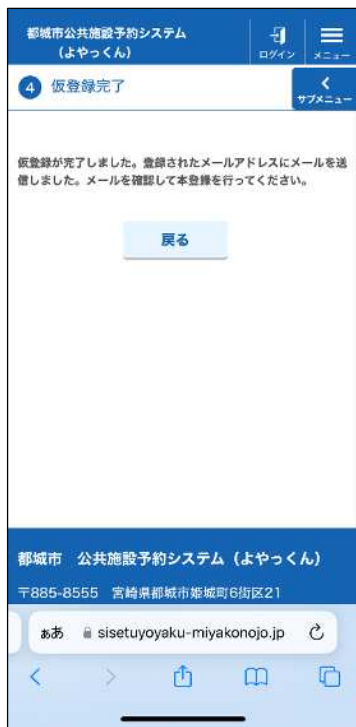 都城市公共施設予約システム
（よやっくん）
ログイン
メニュー
4 仮登録完了
サブメニュー
仮登録が完了しました。登録されたメールアドレスにメールを送
信しました。メールを確認して本登録を行ってください。
戻る
都城市　公共施設予約システム（よやっくん）
〒885-8555　宮崎県都城市姫城町6街区21
ぁあ sisetuyoyaku-miyakonojo.jp